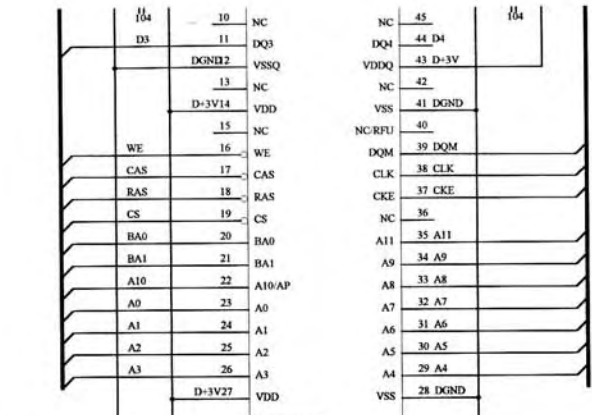 104 104
10 NC NC 45
D3 11 DQ3 DQ4 44 D4
DGND12 VSSQ VDDQ 43 D+3V
13 NC NC 42
D+3V14 VDD VSS 41 DGND
15 NC NC/RFU 40
WE 16 WE DQM 39 DQM
CAS 17 CAS CLK 38 CLK
RAS 18 RAS CKE 37 CKE
CS 19 CS NC 36
BA0 20 BA0 A11 35 A11
BA1 21 BA1 A9 34 A9
A10 22 A10/AP A8 33 A8
A0 23 A0 A7 32 A7
A1 24 A1 A6 31 A6
A2 25 A2 A5 30 A5
A3 26 A3 A4 29 A4
D+3V27 VDD VSS 28 DGND